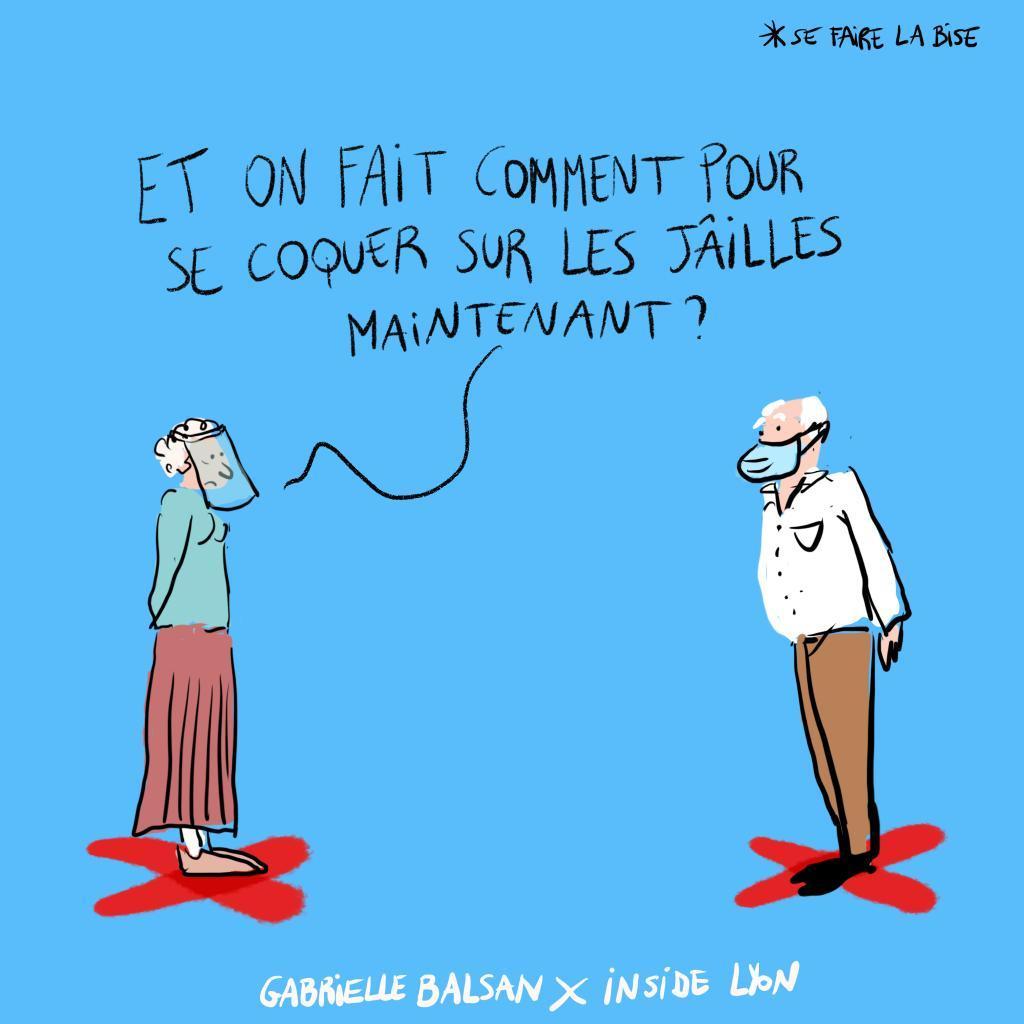 *SE FAIRE LA BISE
ET ON FAIT COMMENT POUR
SE COQUER SUR LES JÂILLES
MAINTENANT ?
GABRIELLE BALSAN X INSIDE LYON